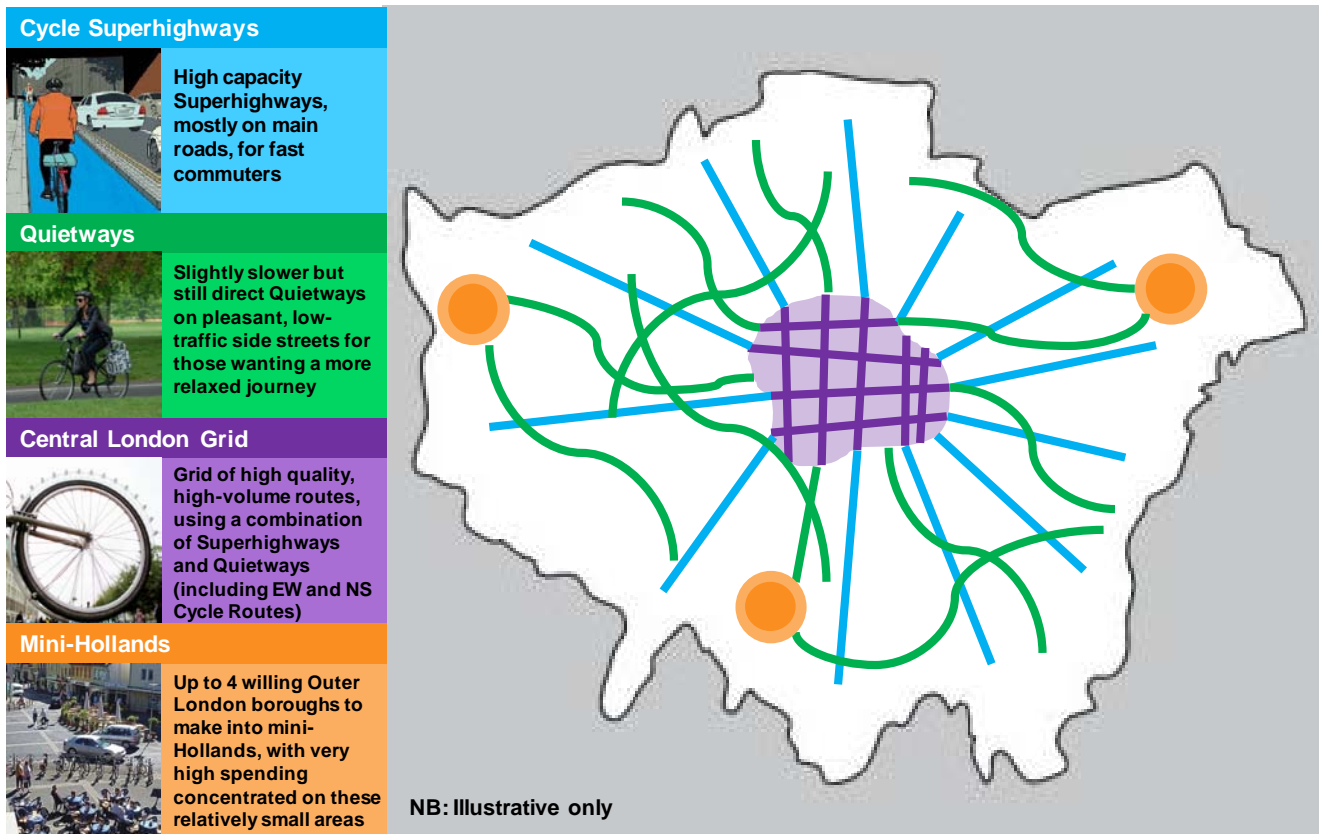 Cycle Superhighways
High capacity
Superhighways,
mostly on main
roads, for fast
commuters
Quietways
Slightly slower but
still direct Quietways
on pleasant, low-
traffic side streets for
those wanting a more
relaxed journey
Central London Grid
Grid of high quality,
high-volume routes,
using a combination
of Superhighways
and Quietways
(including EW and NS
Cycle Routes)
Mini-Hollands
Up to 4 willing Outer
London boroughs to
make into mini-
Hollands, with very
high spending
concentrated on these
relatively small areas
NB: Illustrative only